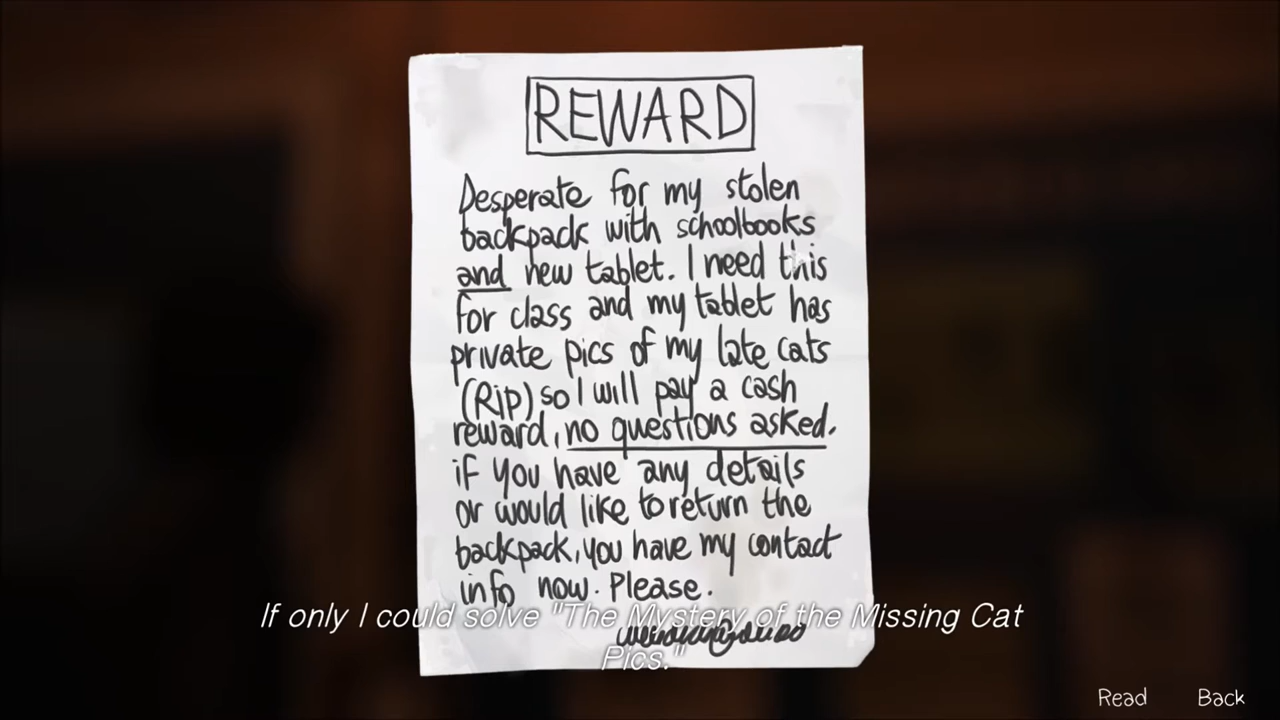 REWARD
Desperate for my stolen
backpack with schoolbooks
and new tablet. I need this
for class and my tablet has
private pics of my late cats
(Rip) so I will pay a cash
reward, no questions asked.
if you have any details
or would like to return the
backpack, you have my contact
info now. Please.
If only I could solve "The Mystery of the Missing Cat
Pics."
Read Back